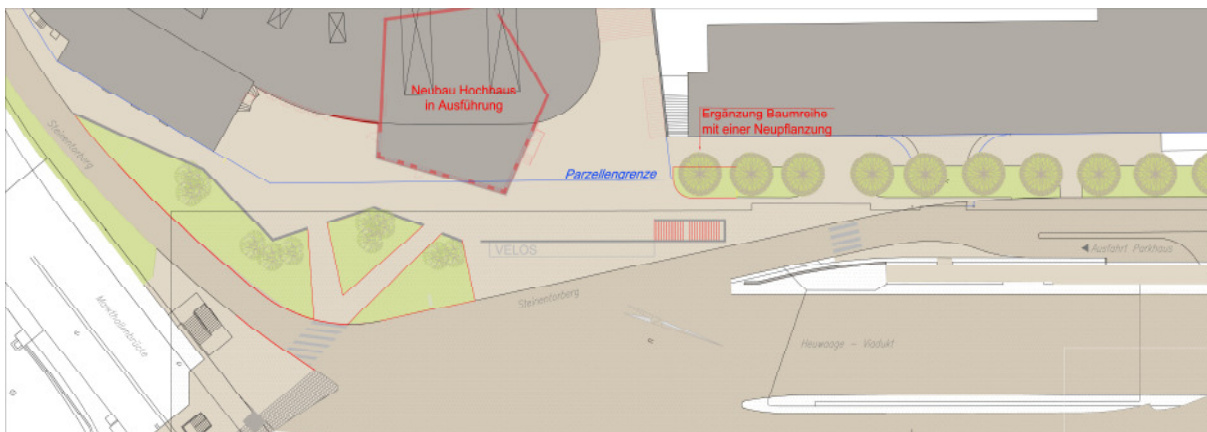 Neubau Hochhaus
in Ausführung
Ergänzung Baumreihe
mit einer Neupflanzung
Steinentorberg
Parzellengrenze
VELOS
Ausfahrt Parkhaus
Steinentorberg
Markthallenbrücke
Heuwaage - Viadukt